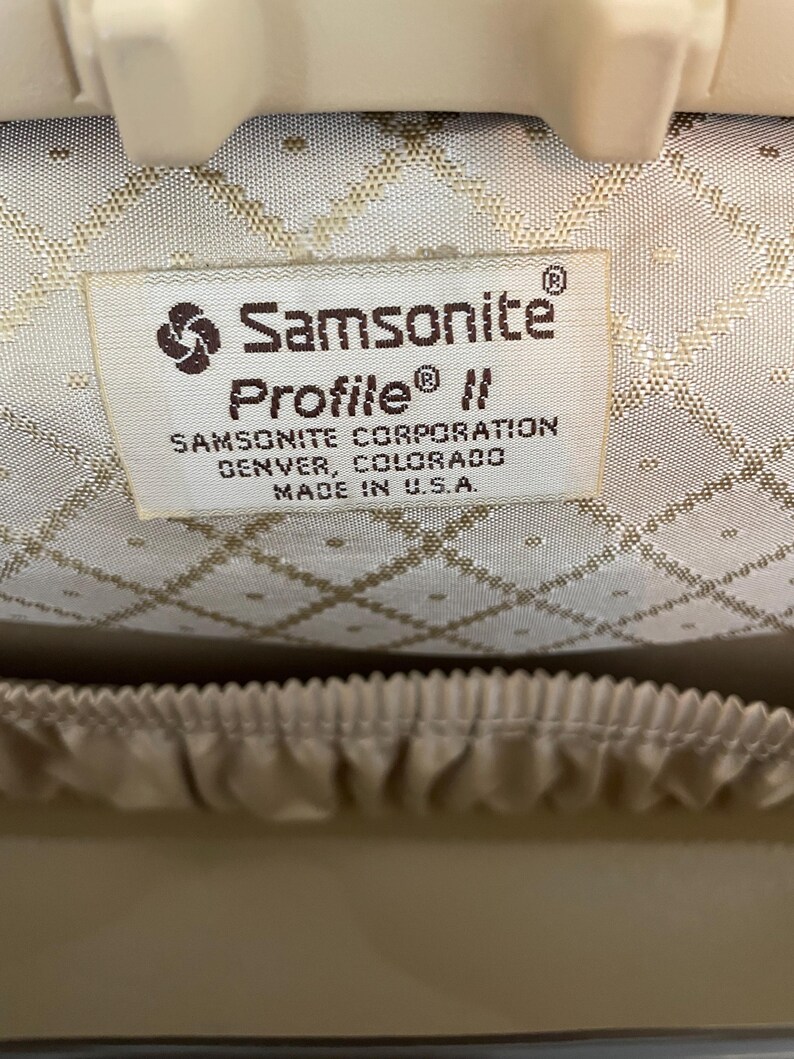 Samsonite®
Profile® II
SAMSONITE CORPORATION
DENVER, COLORADO
MADE IN U.S.A.